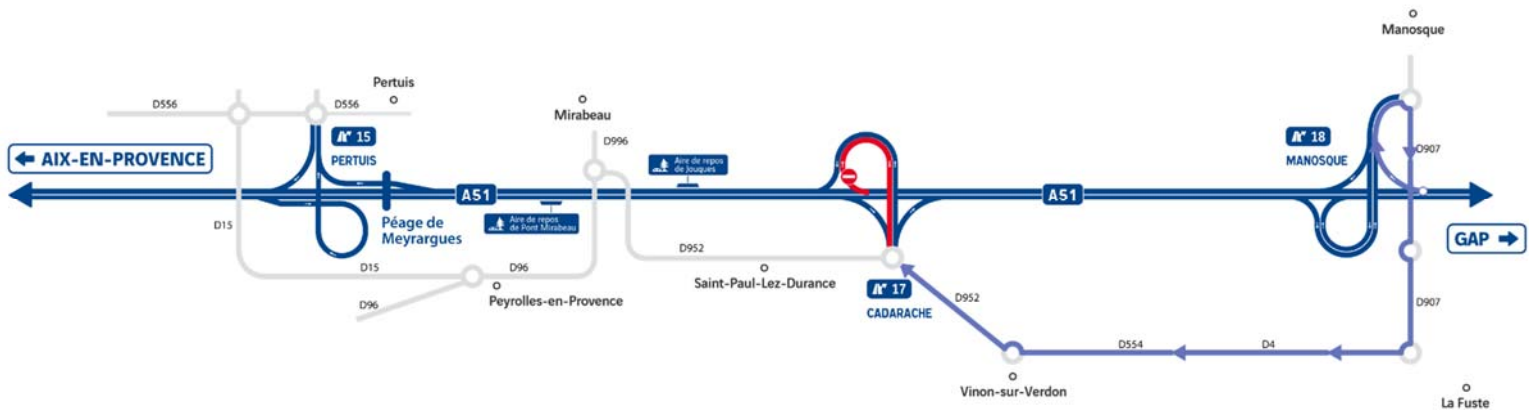 Manosque
Pertuis
D556
D556
Mirabeau
15
PERTUIS
D996
18
MANOSQUE
D907
AIX-EN-PROVENCE
Aire de repos
de Jouques
17
CADARACHE
A51
A51
Péage de
Meyrargues
Aire de repos
de Pont Mirabeau
D15
GAP
D952
D15
D96
Saint-Paul-Lez-Durance
D96
Peyrolles-en-Provence
D952
D907
D554
D4
Vinon-sur-Verdon
La Fuste